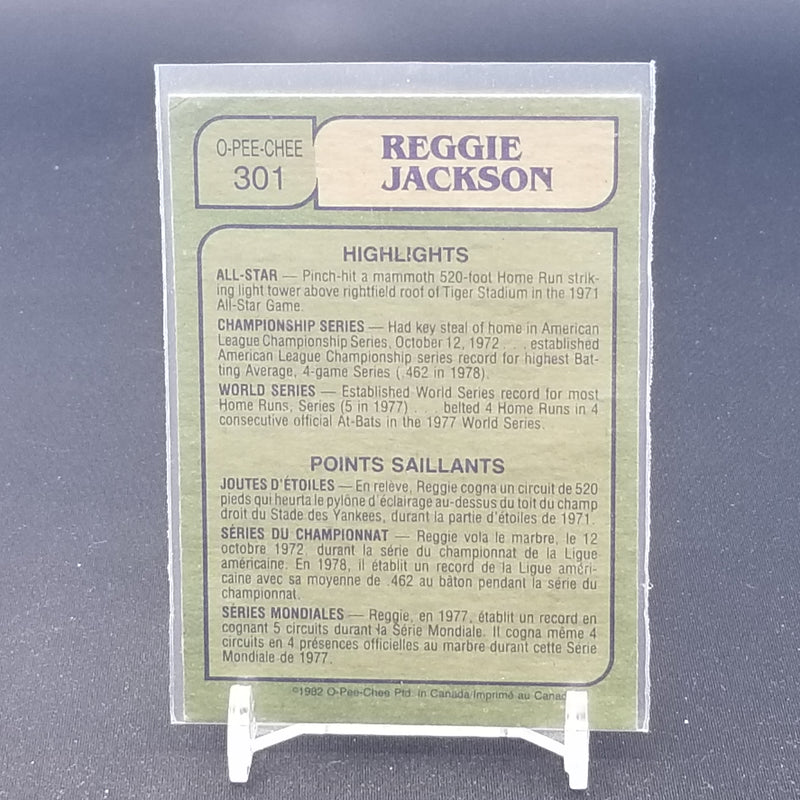 O-PEE-CHEE
301
REGGIE
JACKSON
HIGHLIGHTS
ALL-STAR — Pinch-hit a mammoth 520-foot Home Run strik-
ing light tower above rightfield roof of Tiger Stadium in the 1971
All-Star Game.
CHAMPIONSHIP SERIES — Had key steal of home in American
League Championship Series, October 12, 1972 . . . established
American League Championship series record for highest Bat-
ting Average, 4-game Series (.462 in 1978).
WORLD SERIES — Established World Series record for most
Home Runs, Series (5 in 1977) . . . belted 4 Home Runs in 4
consecutive official At-Bats in the 1977 World Series.
POINTS SAILLANTS
JOUTES D'ÉTOILES — En relève, Reggie cogna un circuit de 520
pieds qui heurta le pylône d'éclairage au-dessus du toit du champ
droit du Stade des Yankees, durant la partie d'étoiles de 1971.
SÉRIES DU CHAMPIONNAT — Reggie vola le marbre, le 12
octobre 1972, durant la série du championnat de la Ligue
américaine. En 1978, il établit un record de la Ligue améri-
caine avec sa moyenne de .462 au bâton pendant la série du
championnat.
SÉRIES MONDIALES — Reggie, en 1977, établit un record en
cognant 5 circuits durant la Série Mondiale. Il cogna même 4
circuits en 4 présences officielles au marbre durant cette Série
Mondiale de 1977.
©1982 O-Pee-Chee Ptd. in Canada/Imprimé au Canad